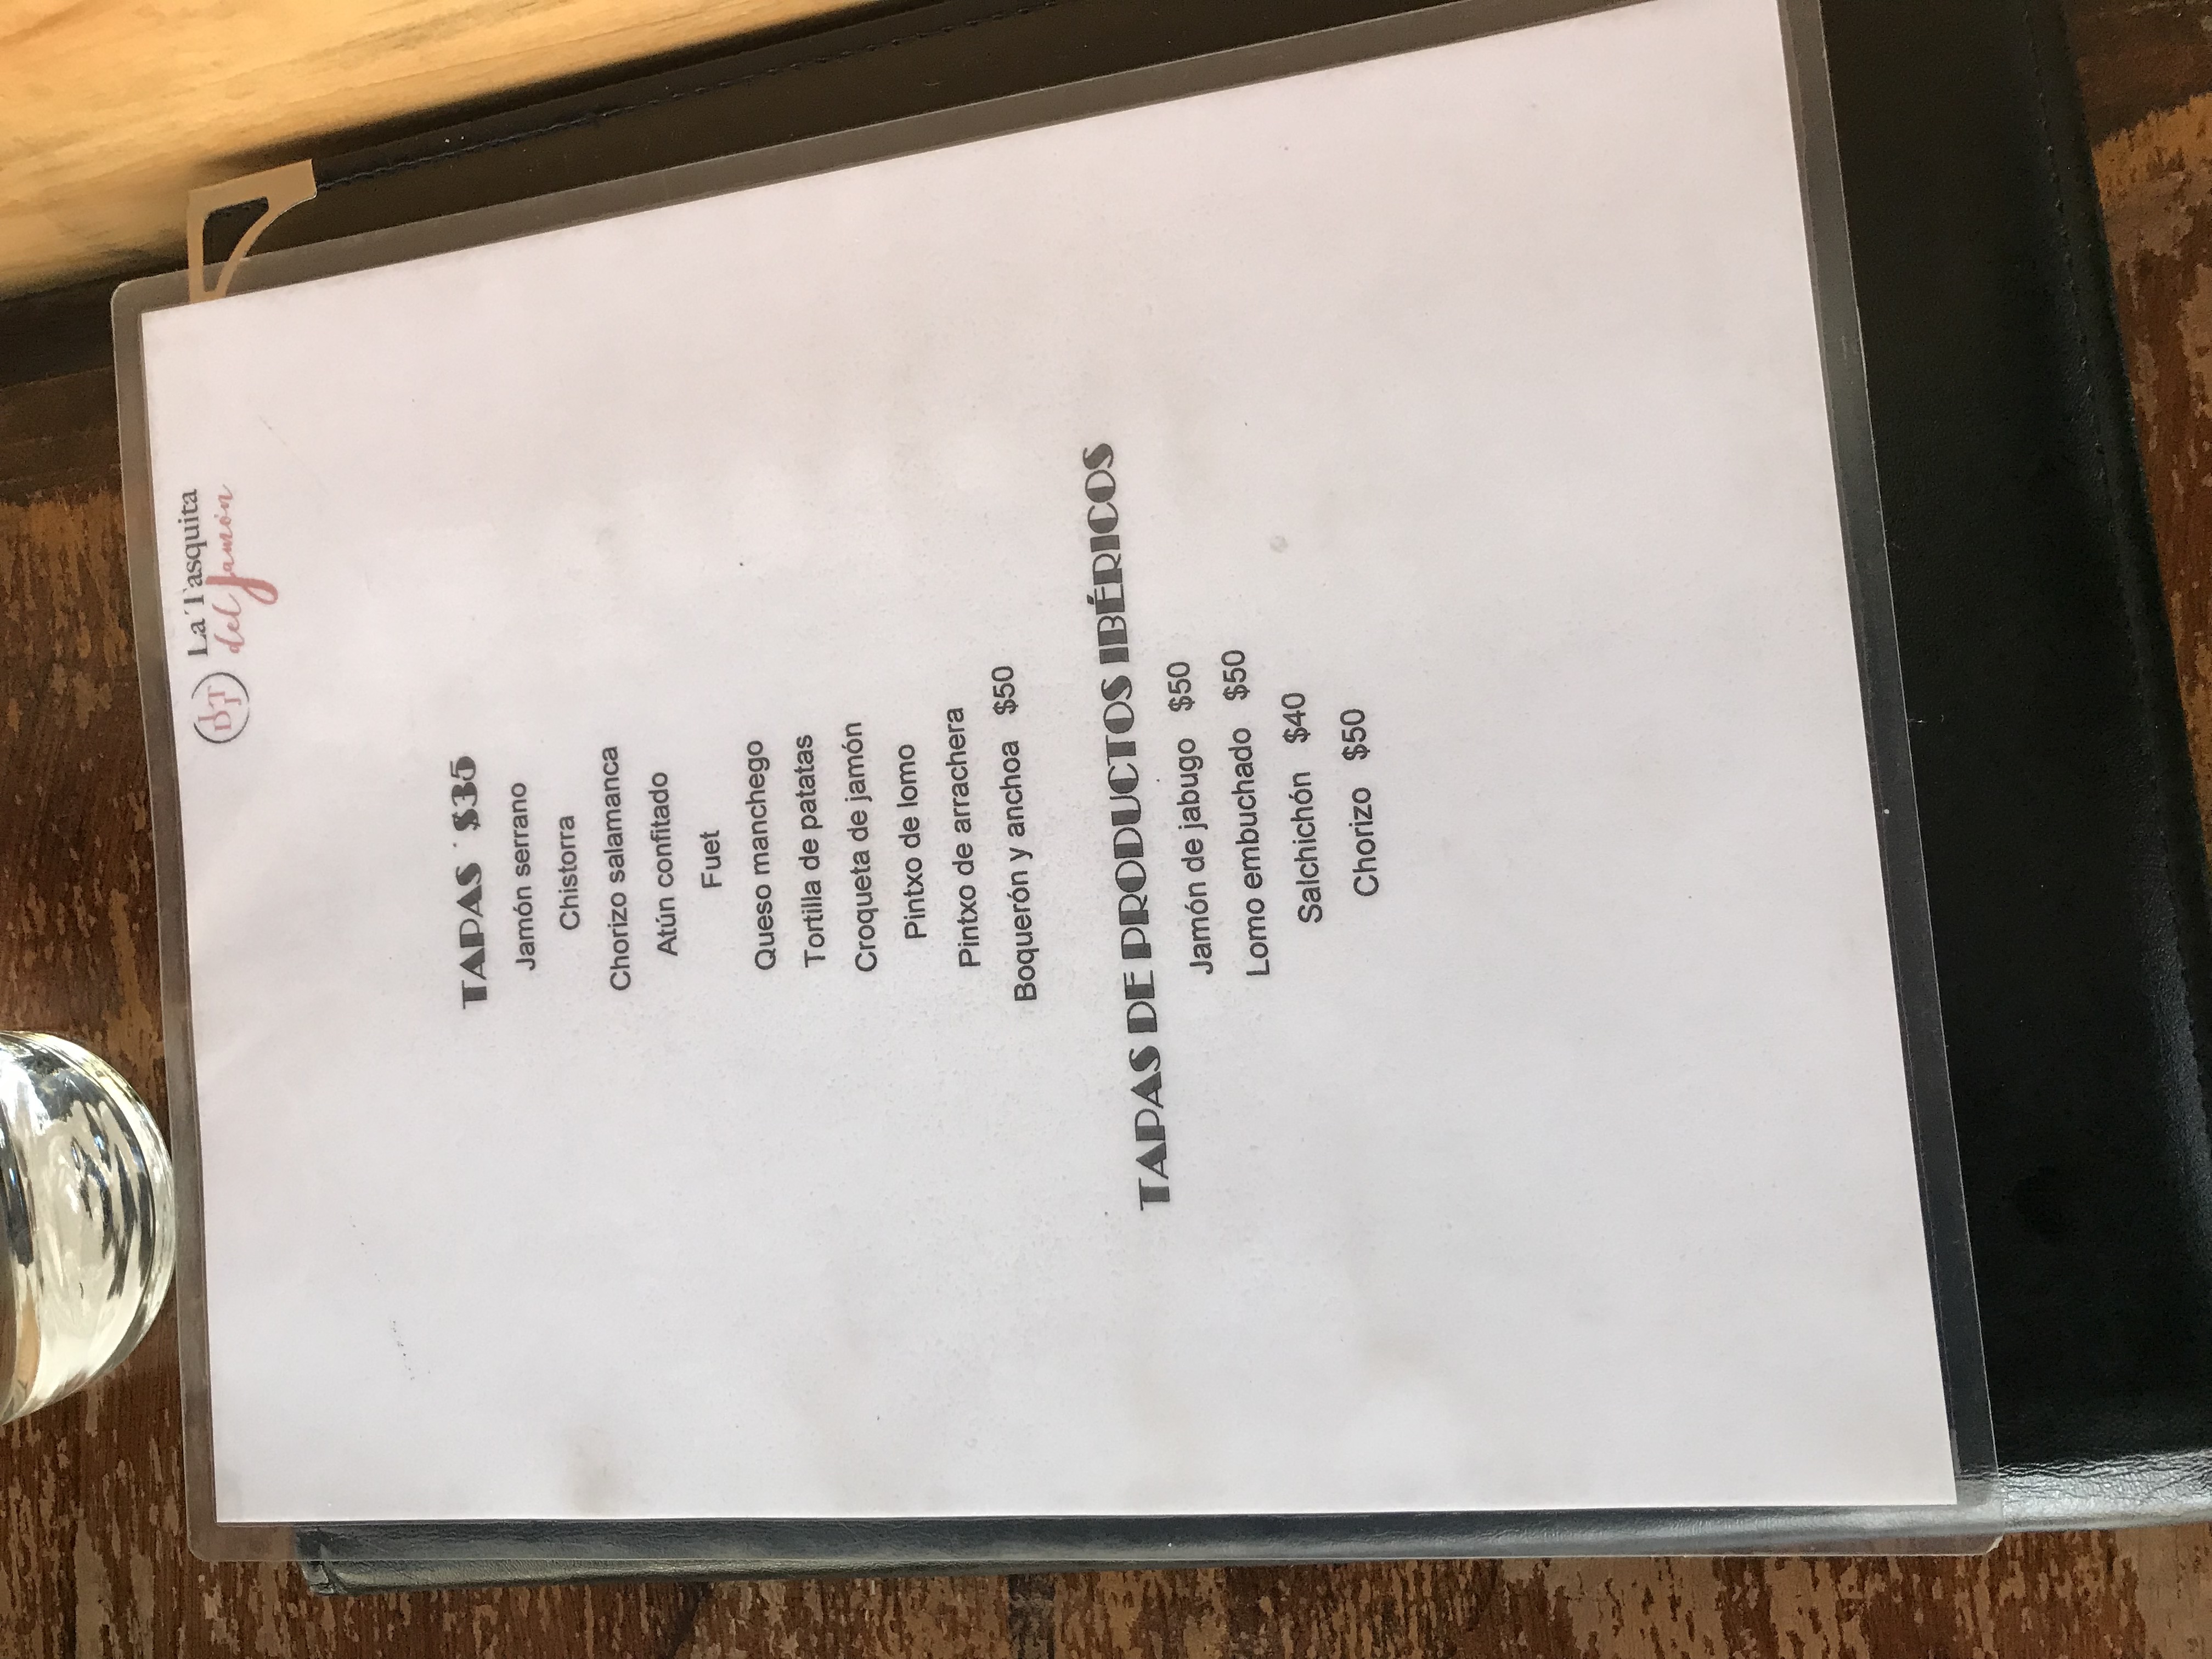 La Tasquita
del Jamón
TAPAS $35
Jamón serrano
Chistorra
Chorizo salamanca
Atún confitado
Fuet
Queso manchego
Tortilla de patatas
Croqueta de jamón
Pintxo de lomo
Pintxo de arrachera
Boquerón y anchoa $50
TAPAS DE PRODUCTOS IBÉRICOS
Jamón de jabugo $50
Lomo embuchado $50
Salchichón $40
Chorizo $50